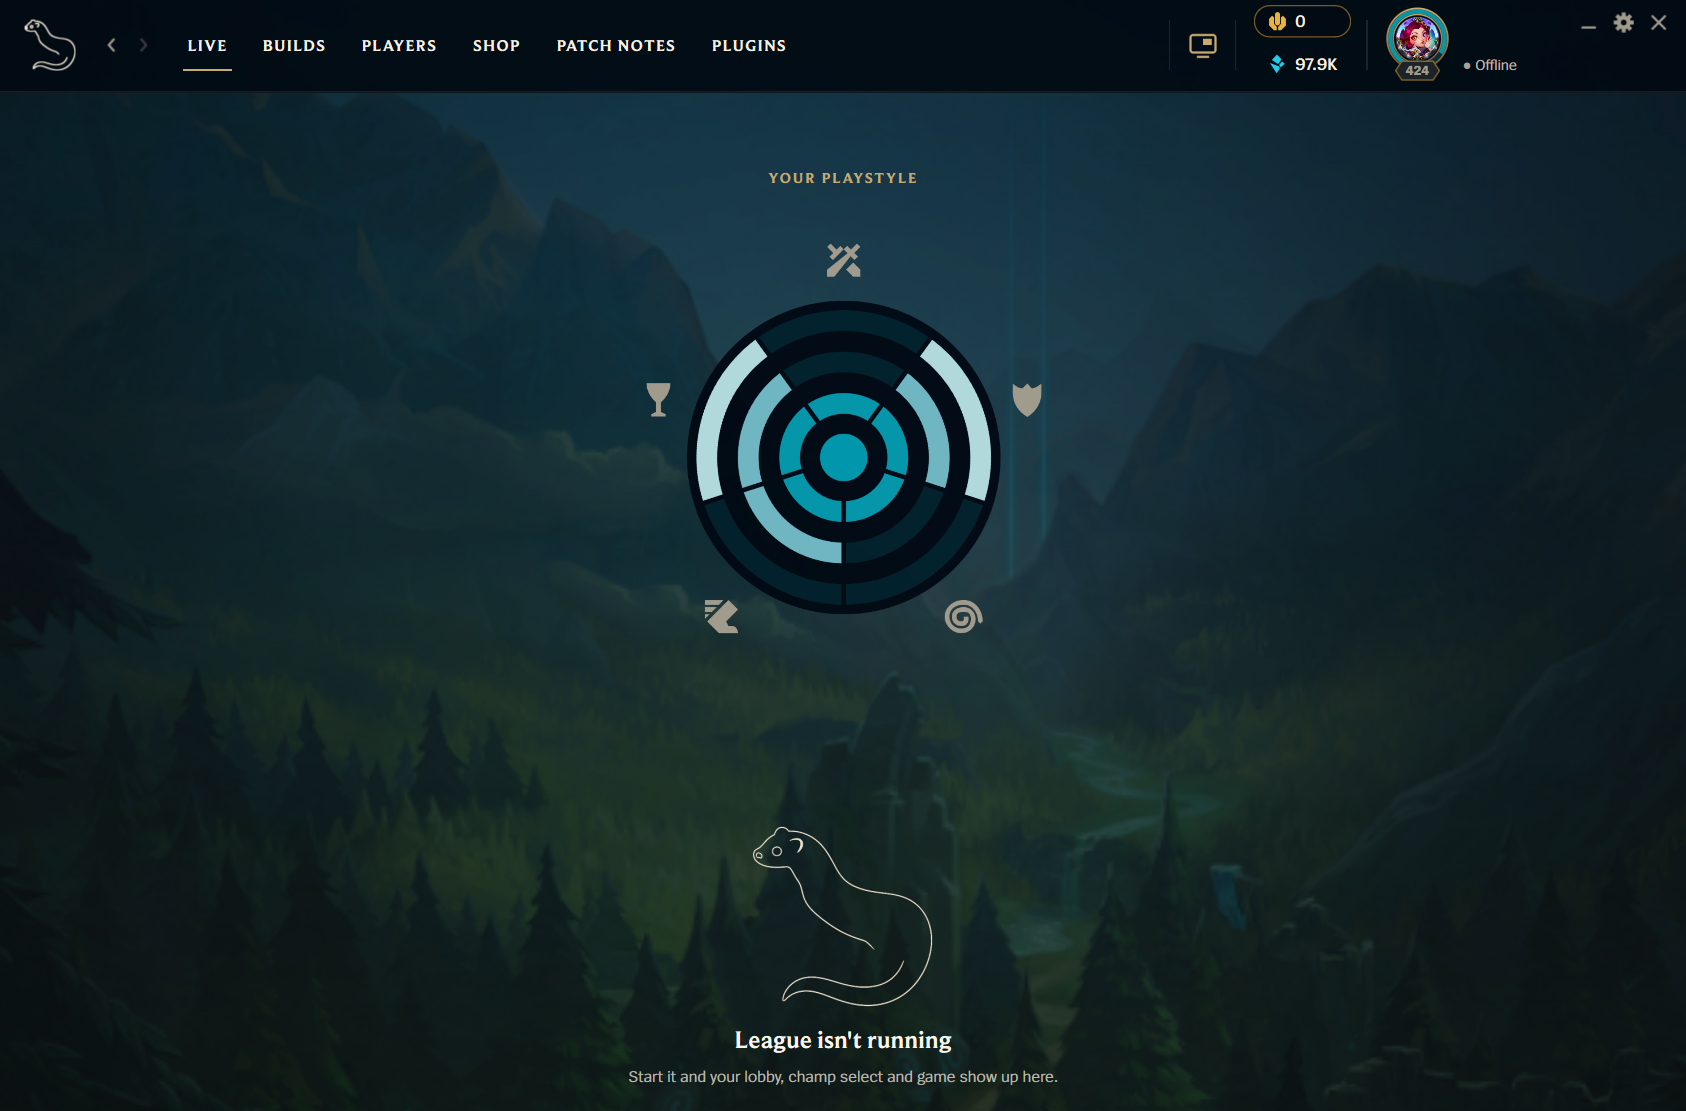 LIVE BUILDS PLAYERS SHOP PATCH NOTES PLUGINS
0
97.9K
424
Offline
YOUR PLAYSTYLE
League isn't running
Start it and your lobby, champ select and game show up here.